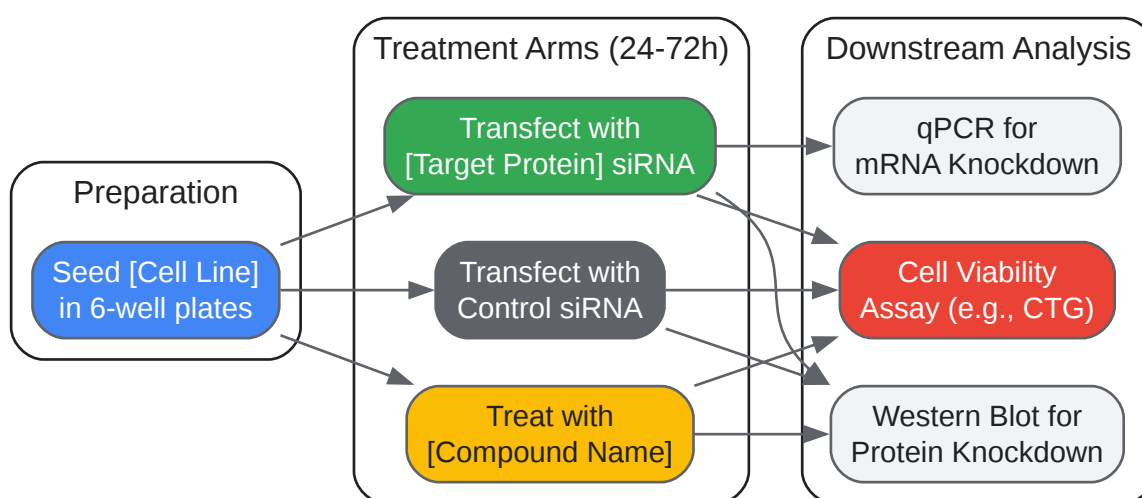 Preparation
Seed [Cell Line]
in 6-well plates
Treatment Arms (24-72h)
Transfect with
[Target Protein] siRNA
Transfect with
Control siRNA
Treat with
[Compound Name]
Downstream Analysis
qPCR for
mRNA Knockdown
Cell Viability
Assay (e.g., CTG)
Western Blot for
Protein Knockdown